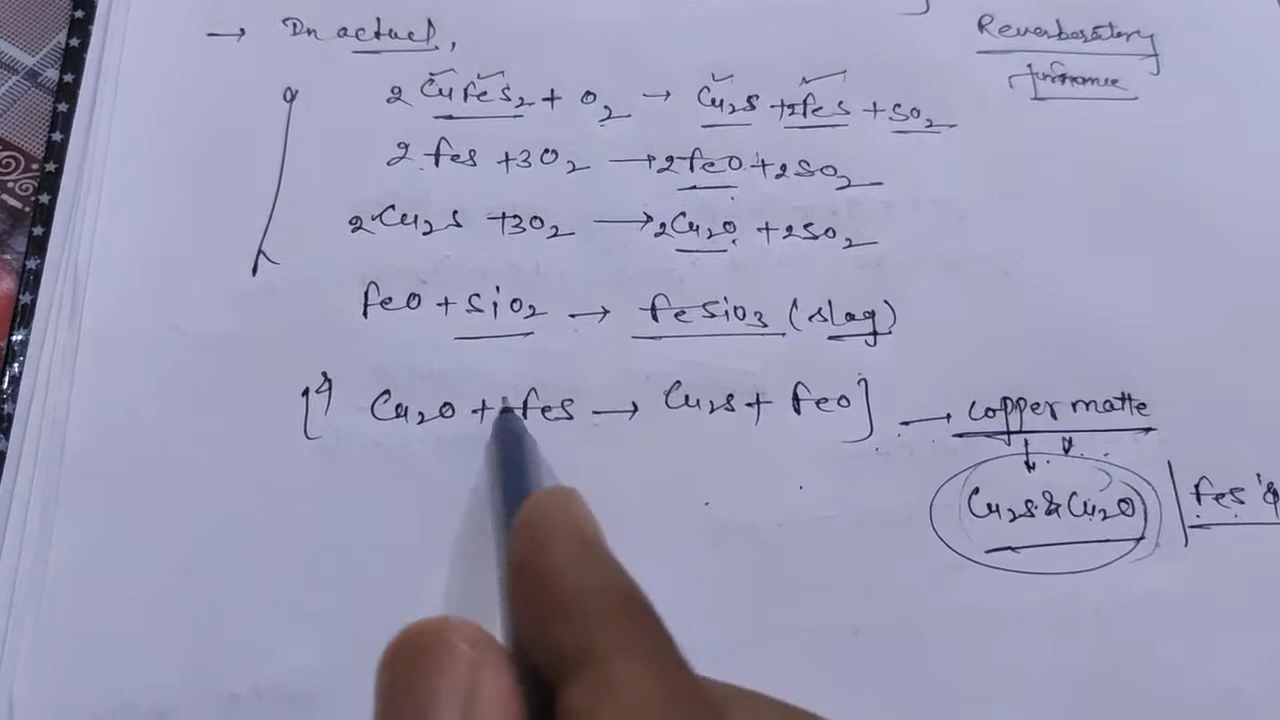 → In actual,
Reverberatory
furnace
2 CuFeS2 + O2 → Cu2S + 2FeS + SO2
2 FeS + 3O2 → 2FeO + 2SO2
2Cu2S + 3O2 → 2Cu2O + 2SO2
FeO + SiO2 → FeSiO3 (slag)
[ Cu2O + FeS → Cu2S + FeO ] → Copper matte
Cu2S & Cu2O | FeS